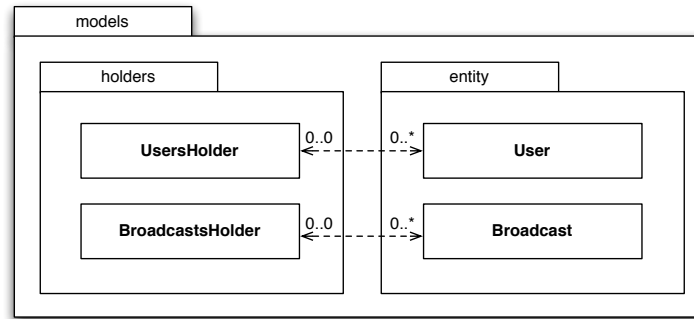 models
holders
entity
UsersHolder
0..0
0..*
User
BroadcastsHolder
0..0
0..*
Broadcast